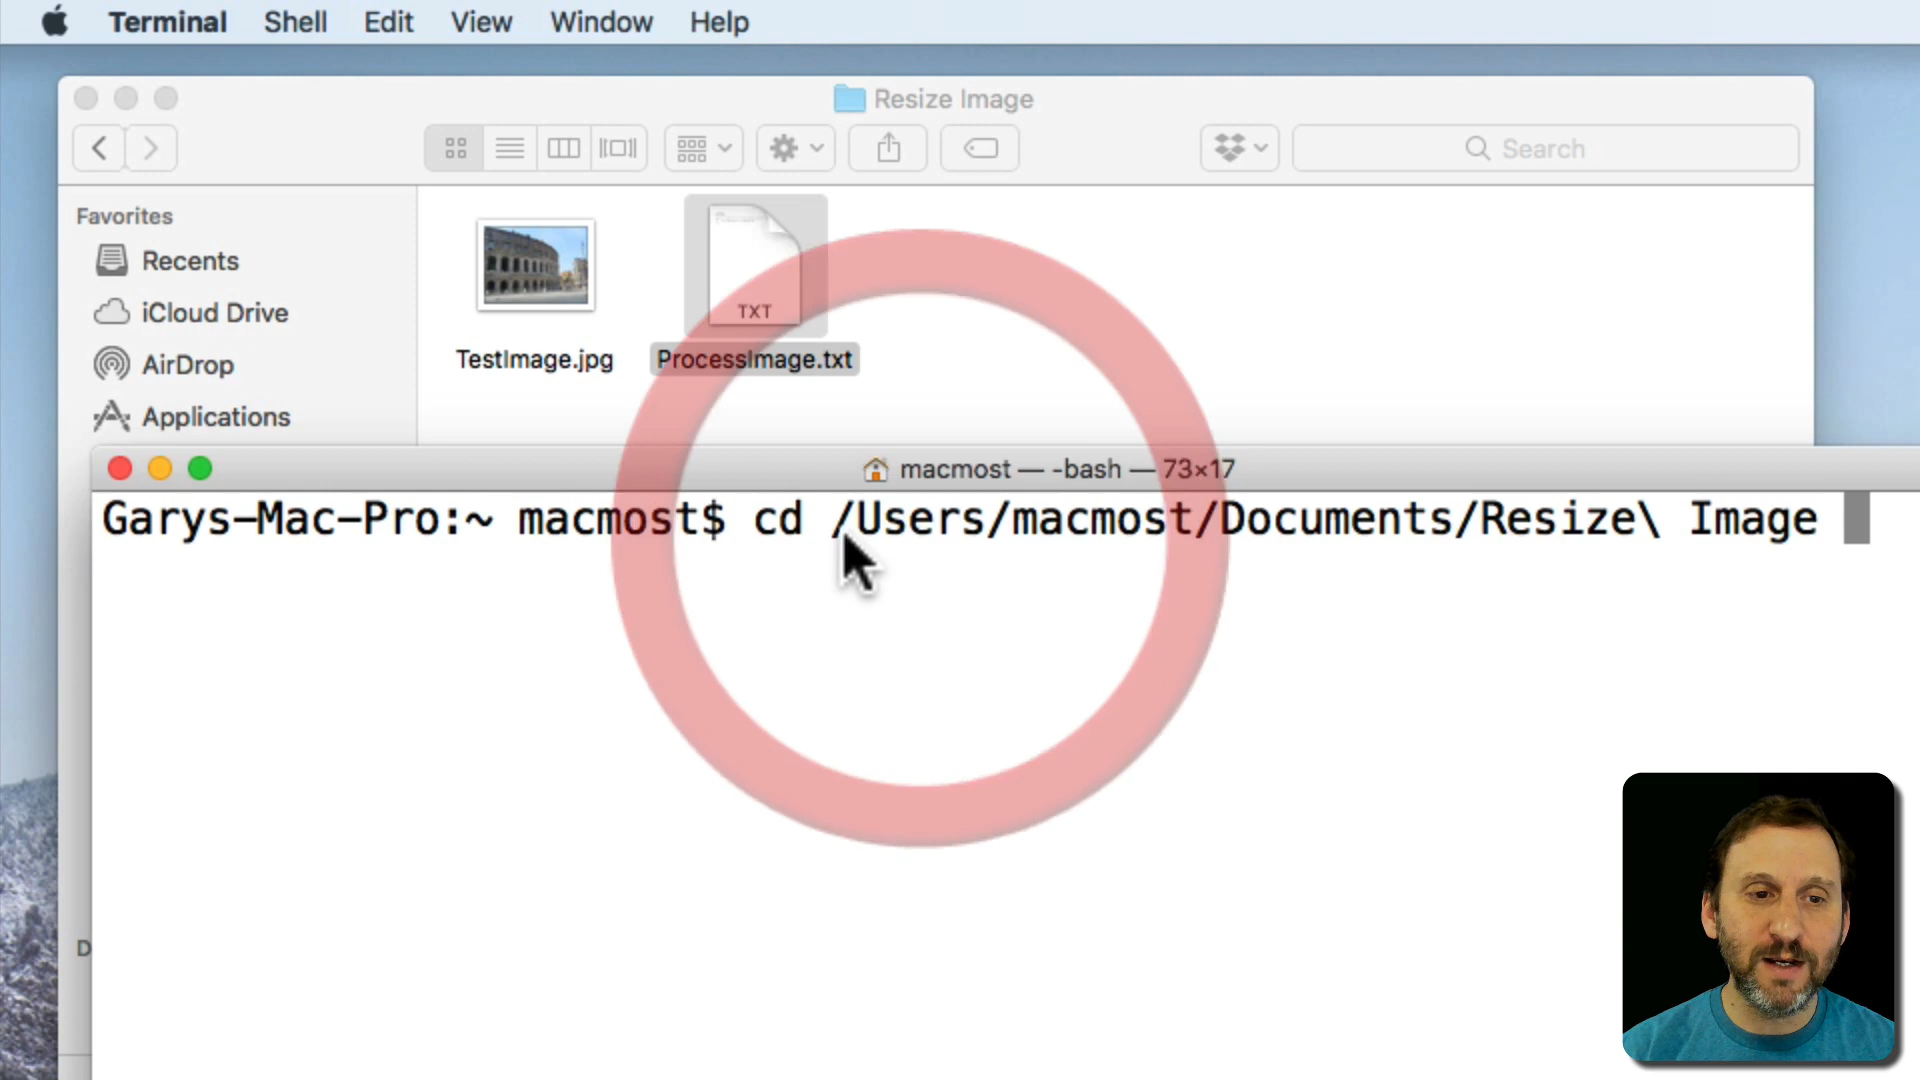 Terminal Shell Edit View Window Help
Resize Image
Search
Favorites
Recents
iCloud Drive
AirDrop
Applications
TXT
TestImage.jpg ProcessImage.txt
macmost — -bash — 73×17
Garys-Mac-Pro:~ macmost$ cd /Users/macmost/Documents/Resize\ Image
D